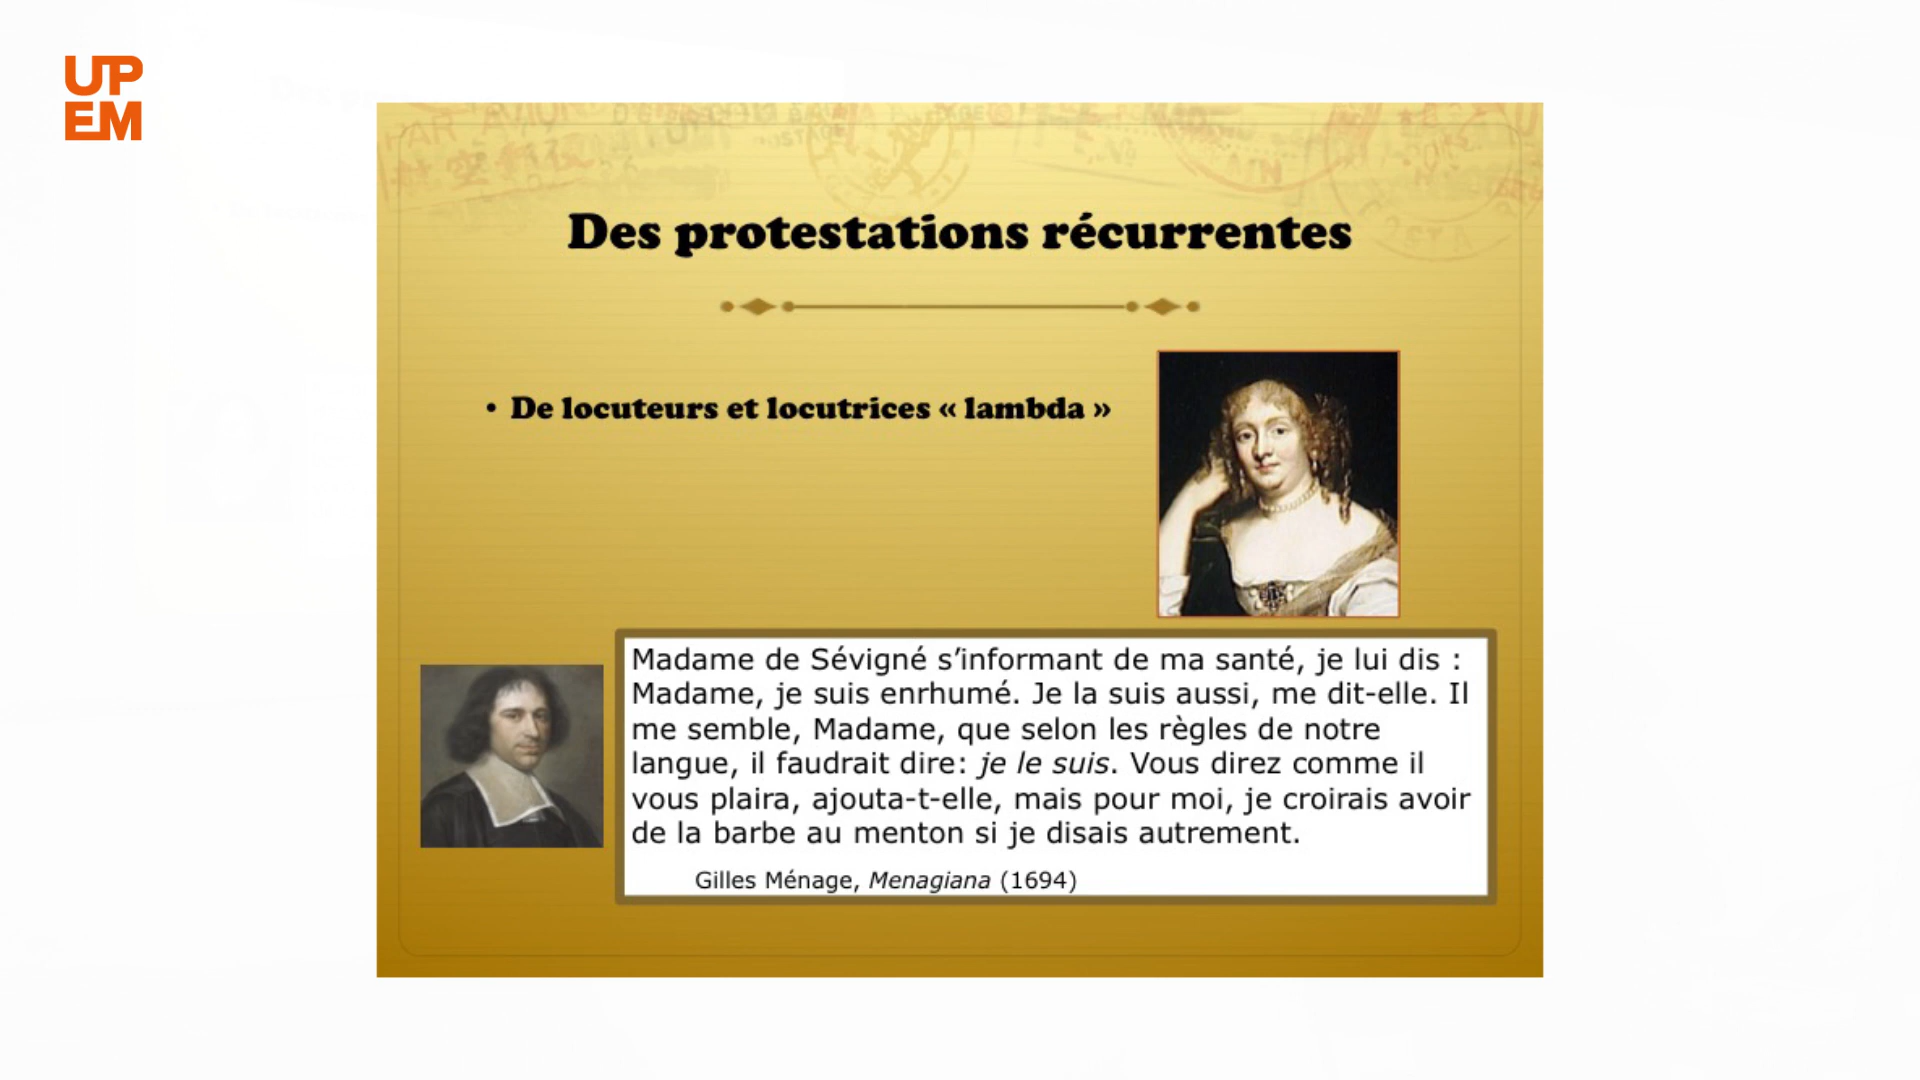 UP
EM
Des protestations récurrentes
• De locuteurs et locutrices « lambda »
Madame de Sévigné s’informant de ma santé, je lui dis :
Madame, je suis enrhumé. Je la suis aussi, me dit-elle. Il
me semble, Madame, que selon les règles de notre
langue, il faudrait dire: je le suis. Vous direz comme il
vous plaira, ajouta-t-elle, mais pour moi, je croirais avoir
de la barbe au menton si je disais autrement.
Gilles Ménage, Menagiana (1694)